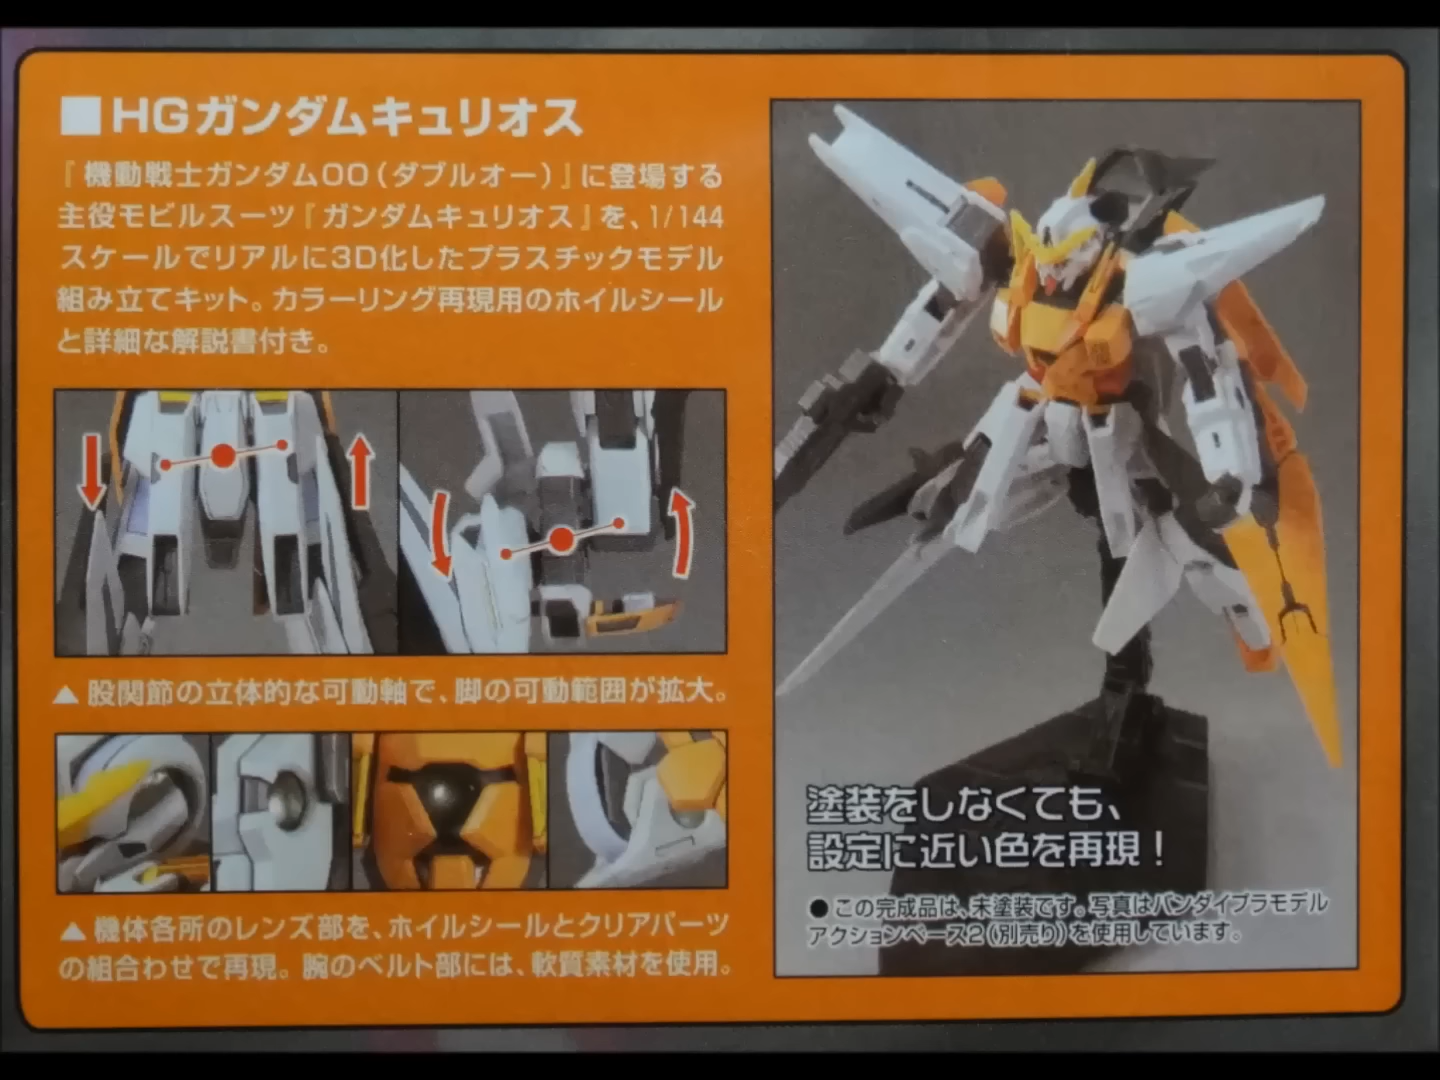 ■HGガンダムキュリオス
『機動戦士ガンダム00(ダブルオー)』に登場する
主役モビルスーツ『ガンダムキュリオス』を、1/144
スケールでリアルに3D化したプラスチックモデル
組み立てキット。カラーリング再現用のホイルシール
と詳細な解説書付き。
▲股関節の立体的な可動軸で、脚の可動範囲が拡大。
▲機体各所のレンズ部を、ホイルシールとクリアパーツ
の組合わせで再現。腕のベルト部には、軟質素材を使用。
塗装をしなくても、
設定に近い色を再現!
●この完成品は、未塗装です。写真はバンダイプラモデル
アクションベース2(別売り)を使用しています。